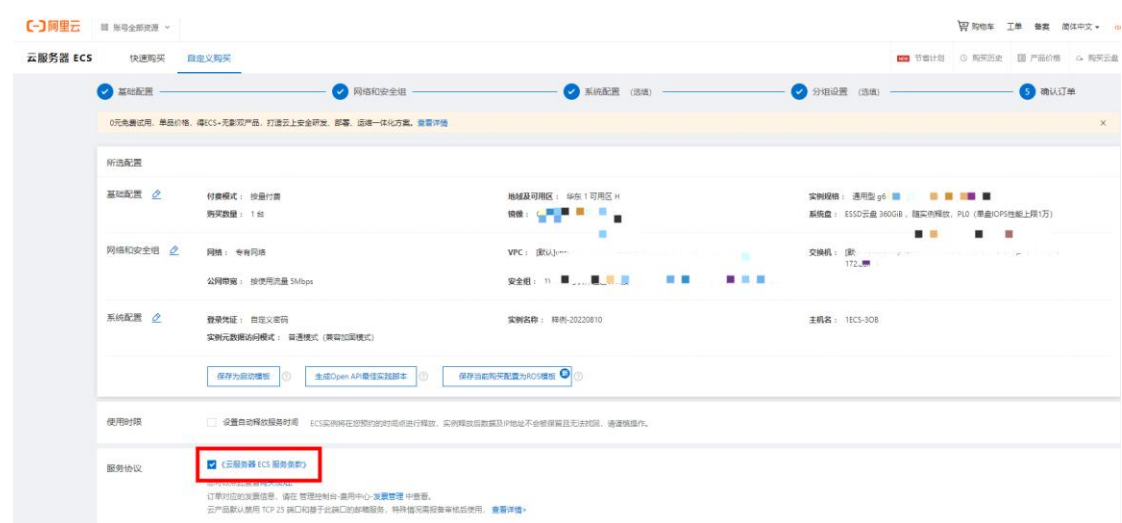 阿里云 账号全部资源 购物车 工单 备案 简体中文
云服务器 ECS 快速购买 自定义购买 NEW 节省计划 购买历史 产品价格 购买云盘
基础配置 网络和安全组 系统配置 (选填) 分组设置 (选填) 5 确认订单
0元免费试用、单品价格、得ECS+无影双产品,打造云上安全研发、部署、运维一体化方案。查看详情 ×
所选配置
基础配置 付费模式: 按量付费 地域及可用区: 华东 1 可用区 H 实例规格: 通用型 g6
购买数量: 1 台 镜像: 系统盘: ESSD云盘 360GiB, 随实例释放, PL0 (单盘IOPS性能上限1万)
网络和安全组 网络: 专有网络 VPC: [默认] 交换机: [默
172.
公网带宽: 按使用流量 5Mbps 安全组:
系统配置 登录凭证: 自定义密码 实例名称: 样例-20220810 主机名: 1ECS-3OB
实例元数据访问模式: 普通模式 (兼容加固模式)
保存为启动模板 生成Open API最佳实践脚本 保存当前购买配置为ROS模板
使用时限 设置自动释放服务时间 ECS实例将在您预约的时间点进行释放,实例释放后数据及IP地址不会被保留且无法找回,请谨慎操作。
服务协议 《云服务器 ECS 服务条款》
订单对应的发票信息,请在 管理控制台-费用中心-发票管理 中查看。
云产品默认禁用 TCP 25 端口和基于此端口的邮箱服务,特殊情况需报备审核后使用, 查看详情>